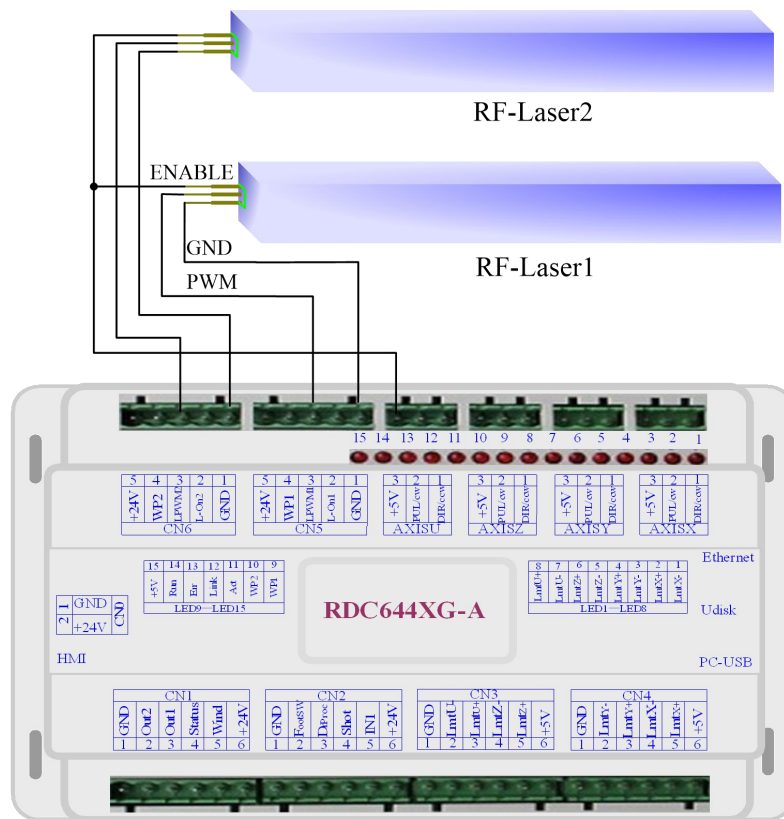 RF-Laser2
ENABLE
GND
RF-Laser1
PWM
15 14 13 12 11 10 9 8 7 6 5 4 3 2 1
5 4 3 2 1
+24V WP2 LPWM2 L-On2 GND
CN6
5 4 3 2 1
+24V WP1 LPWM1 L-On1 GND
CN5
3 2 1
+5V PUL/cw DIR/ccw
AXISU
3 2 1
+5V PUL/cw DIR/ccw
AXISZ
3 2 1
+5V PUL/cw DIR/ccw
AXISY
3 2 1
+5V PUL/cw DIR/ccw
AXISX
Ethernet
15 14 13 12 11 10 9
+5V Run Err Link Act WP2 WP1
LED9—LED15
8 7 6 5 4 3 2 1
LmtU+ LmtU- LmtZ+ LmtZ- LmtY+ LmtY- LmtX+ LmtX-
LED1—LED8
1 GND
2 +24V
CND
RDC644XG-A
Udisk
HMI
PC-USB
CN1
GND Out2 Out1 Status Wind +24V
1 2 3 4 5 6
CN2
GND FootSW DrProc Shot IN1 +24V
1 2 3 4 5 6
CN3
GND LmtU- LmtU+ LmtZ- LmtZ+ +5V
1 2 3 4 5 6
CN4
GND LmtY- LmtY+ LmtX- LmtX+ +5V
1 2 3 4 5 6